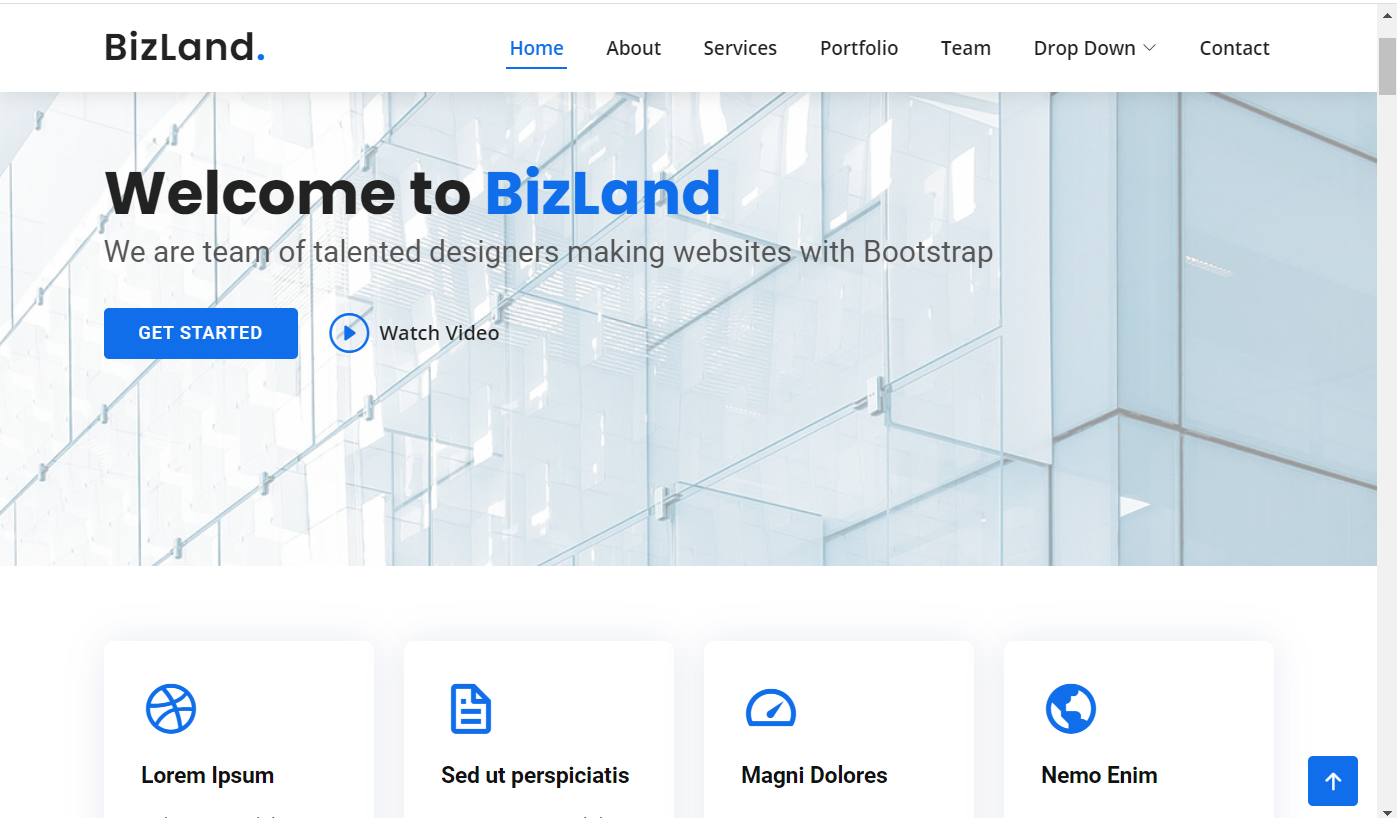 BizLand.
Home About Services Portfolio Team Drop Down Contact
Welcome to BizLand
We are team of talented designers making websites with Bootstrap
GET STARTED Watch Video
Lorem Ipsum
Sed ut perspiciatis
Magni Dolores
Nemo Enim